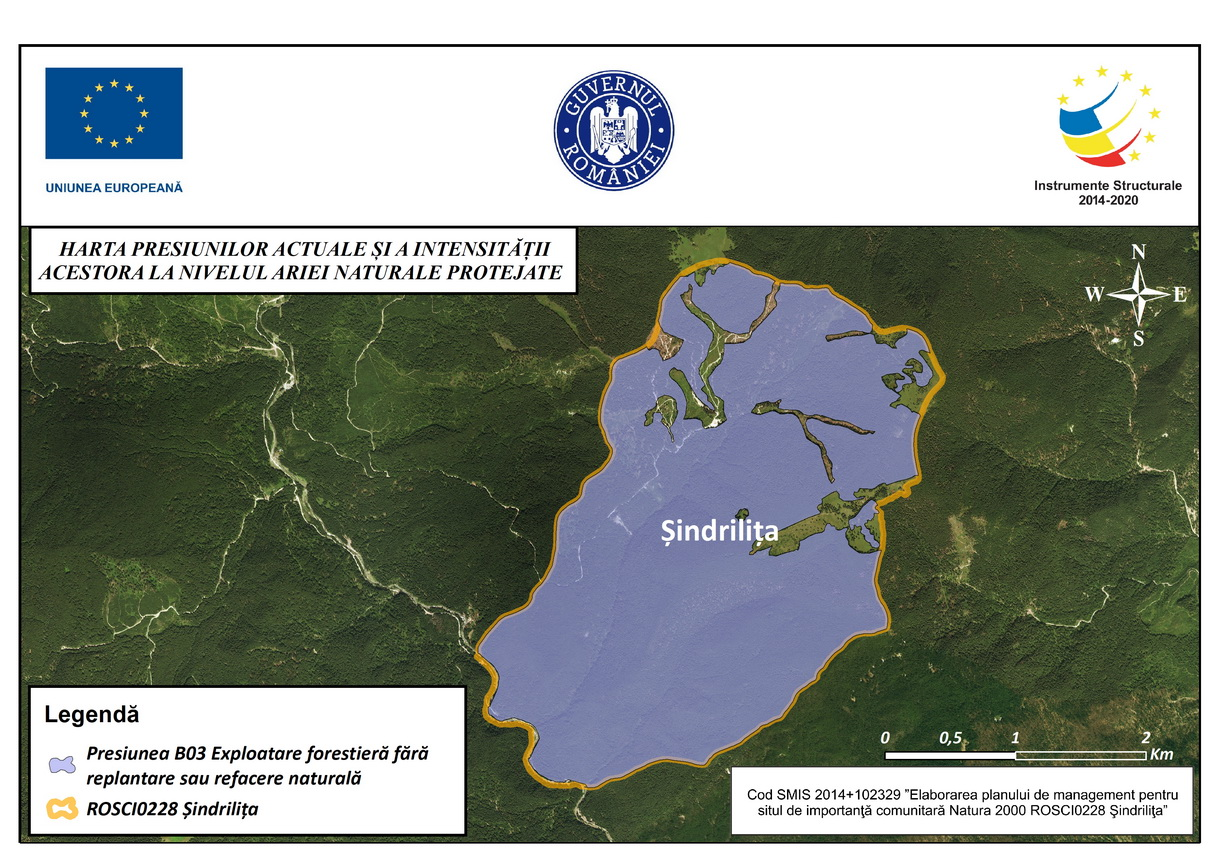 UNIUNEA EUROPEANĂ
GUVERNUL
ROMÂNIEI
Instrumente Structurale
2014-2020
HARTA PRESIUNILOR ACTUALE ȘI A INTENSITĂȚII
ACESTORA LA NIVELUL ARIEI NATURALE PROTEJATE
N
W E
S
Șindrilița
Legendă
Presiunea B03 Exploatare forestieră fără
replantare sau refacere naturală
ROSCI0228 Șindrilița
0 0,5 1 2
Km
Cod SMIS 2014+102329 ”Elaborarea planului de management pentru
situl de importanţă comunitară Natura 2000 ROSCI0228 Şindriliţa”